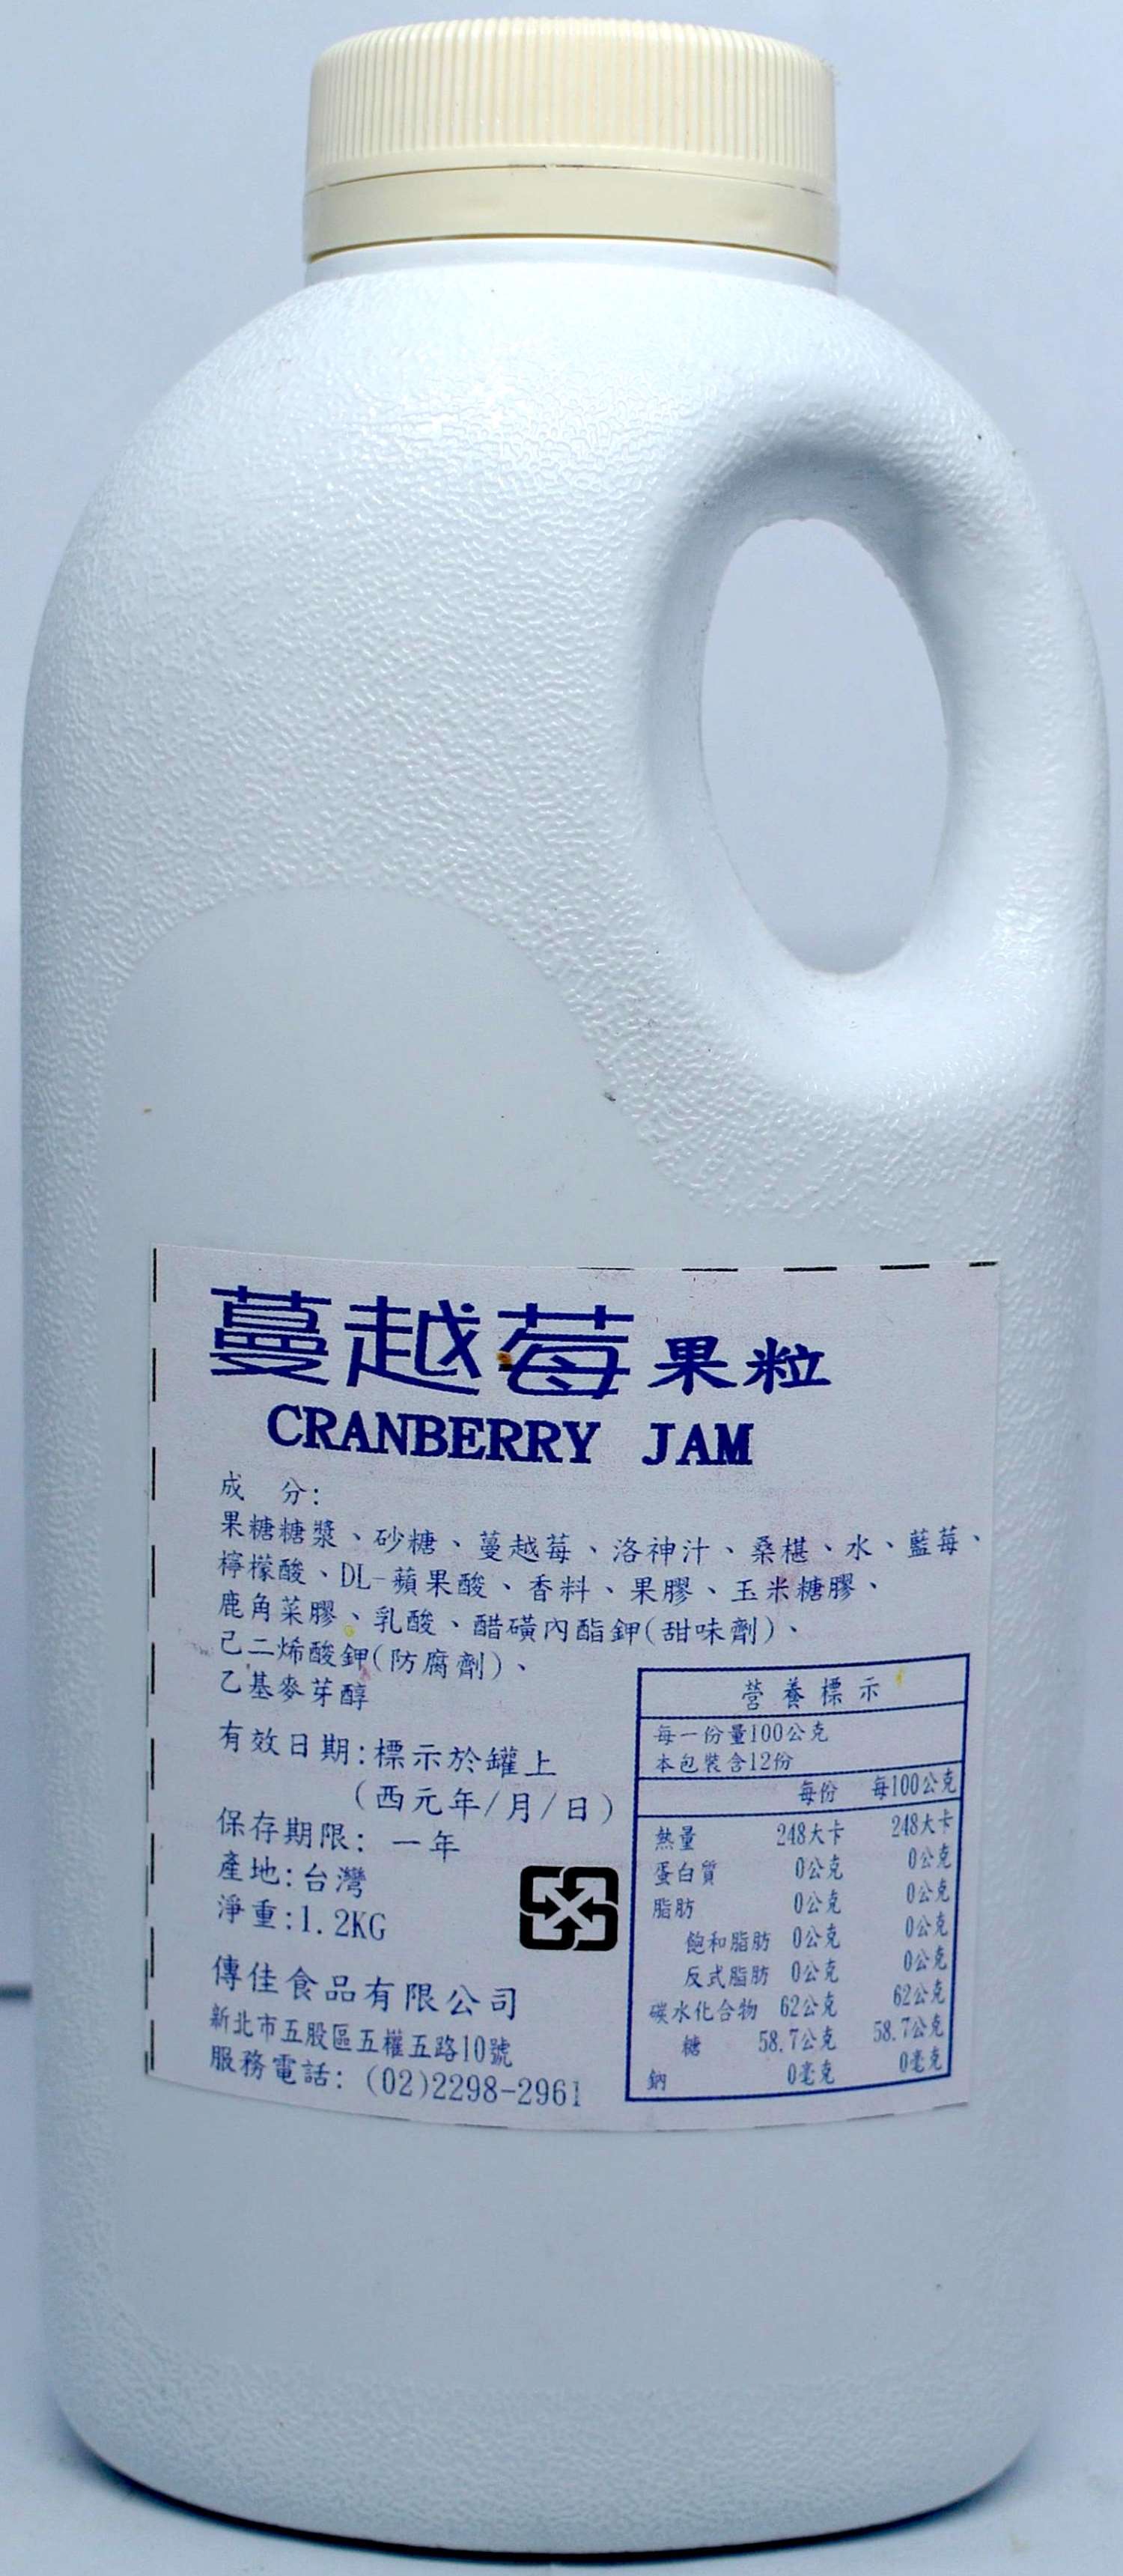 蔓越莓果粒
CRANBERRY JAM
成 分:
果糖糖漿、砂糖、蔓越莓、洛神汁、桑椹、水、藍莓、
檸檬酸、DL-蘋果酸、香料、果膠、玉米糖膠、
鹿角菜膠、乳酸、醋磺內酯鉀(甜味劑)、
己二烯酸鉀(防腐劑)、
乙基麥芽醇
有效日期:標示於罐上
(西元年/月/日)
保存期限: 一年
產地:台灣
淨重:1.2KG
傳佳食品有限公司
新北市五股區五權五路10號
服務電話: (02)2298-2961
營養標示
每一份量100公克
本包裝含12份
每份 每100公克
熱量 248大卡 248大卡
蛋白質 0公克 0公克
脂肪 0公克 0公克
飽和脂肪 0公克 0公克
反式脂肪 0公克 0公克
碳水化合物 62公克 62公克
糖 58.7公克 58.7公克
鈉 0毫克 0毫克